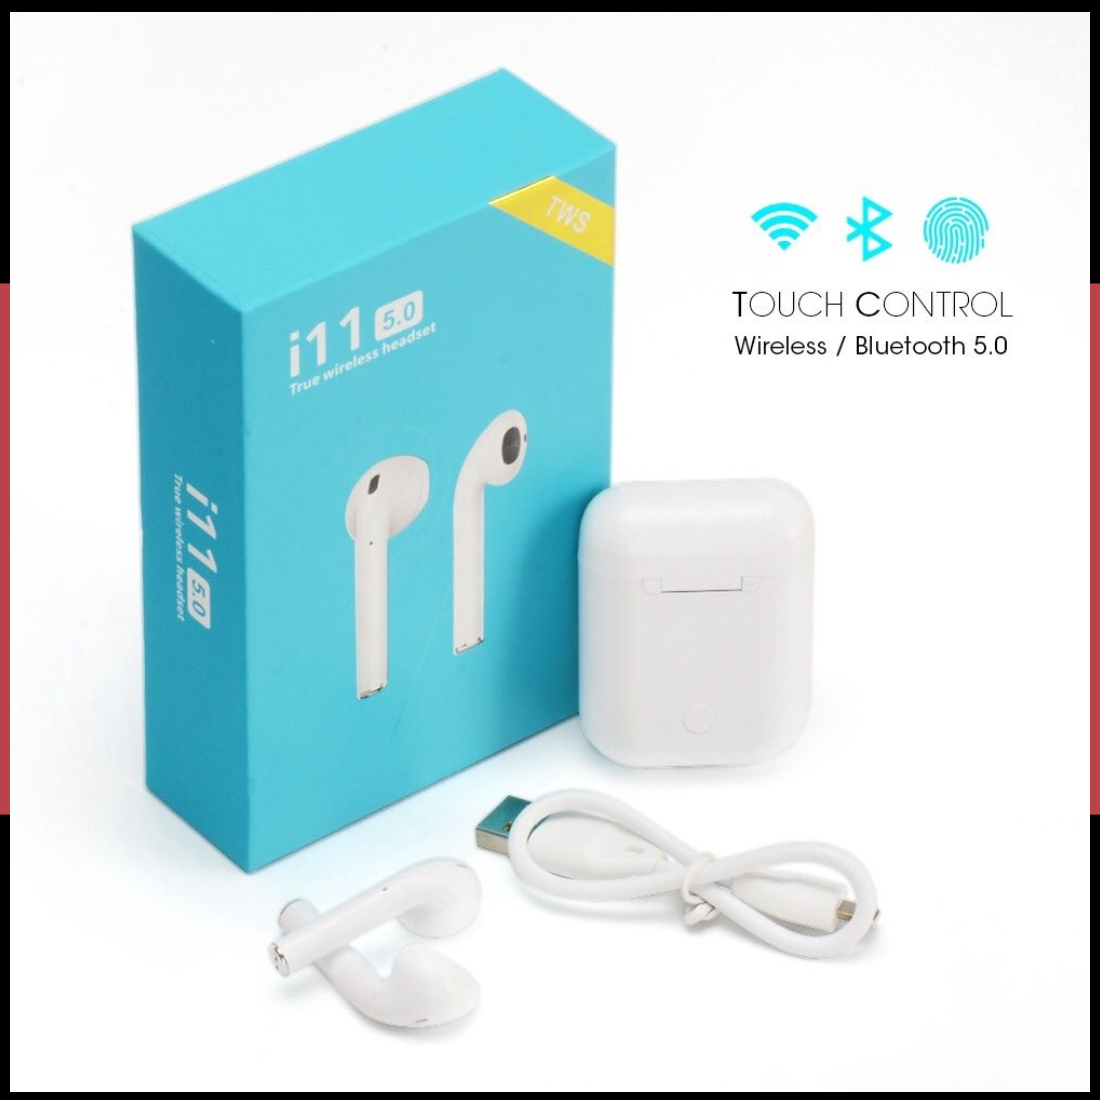 TWS
i11 5.0
True wireless headset
i11 5.0
True wireless headset
TOUCH CONTROL
Wireless / Bluetooth 5.0